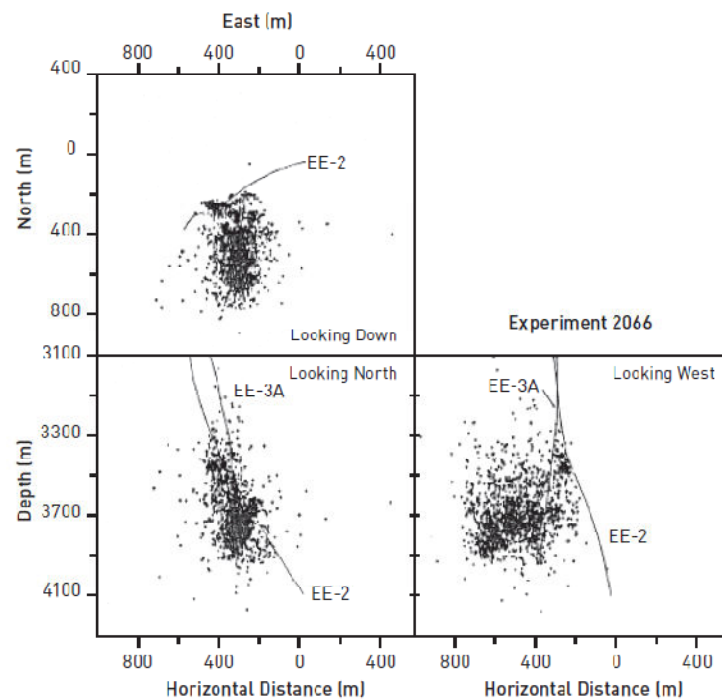 East (m)
800 400 0 400
400
0
400
800
North (m)
EE-2
Looking Down
Experiment 2066
3100
3300
3700
4100
Depth (m)
Looking North
EE-3A
EE-2
Looking West
EE-3A
EE-2
800 400 0 400
Horizontal Distance (m)
800 400 0 400
Horizontal Distance (m)